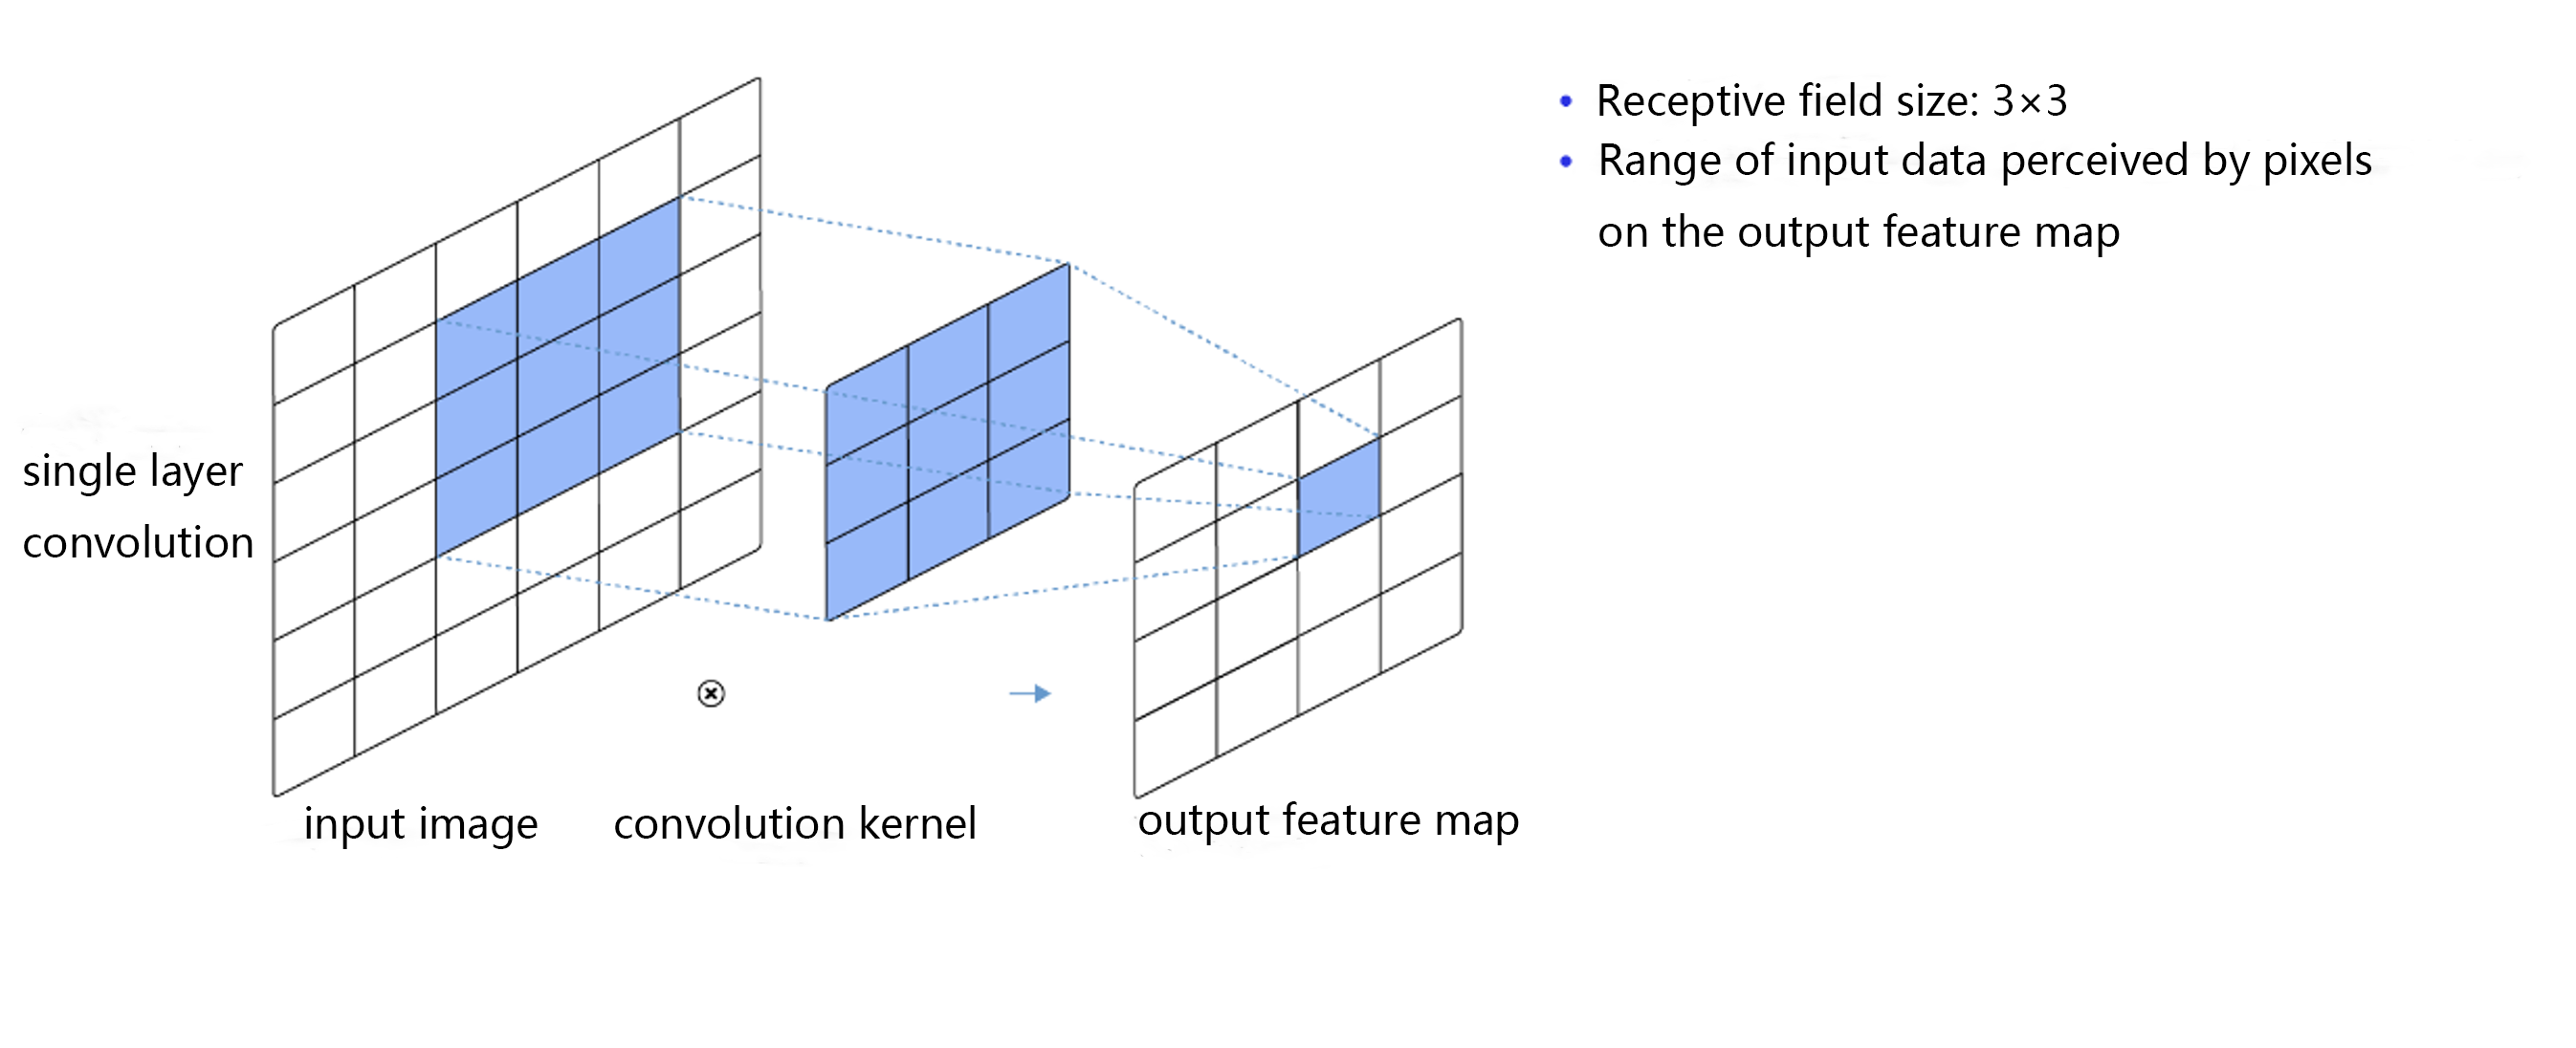 • Receptive field size: 3×3
• Range of input data perceived by pixels
on the output feature map
single layer
convolution
input image
convolution kernel
output feature map